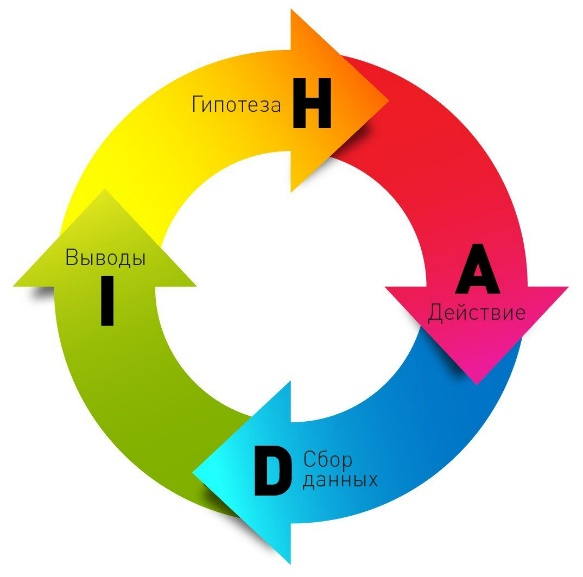 Гипотеза H
A
Действие
D Сбор
данных
Выводы
I